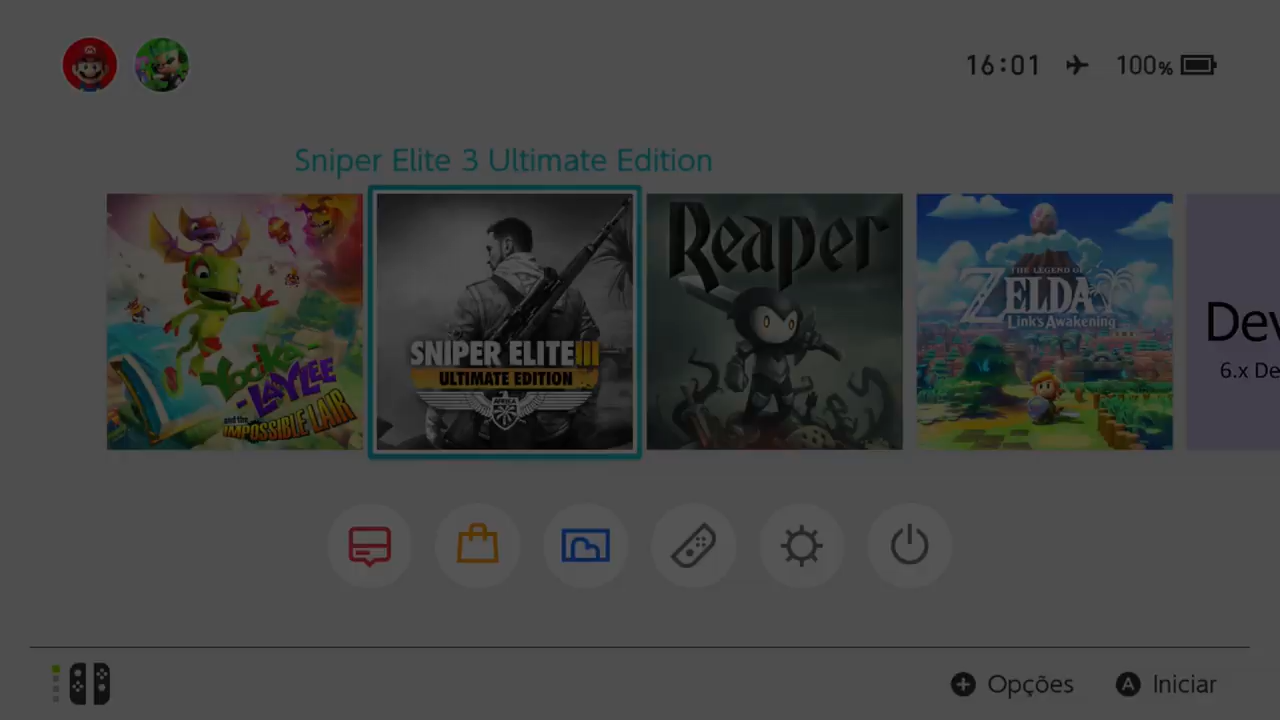 16:01
100%
Sniper Elite 3 Ultimate Edition
Yooka-
LAYLEE
and the
IMPOSSIBLE LAIR
SNIPER ELITE III
ULTIMATE EDITION
AFRICA
Reaper
THE LEGEND OF
ZELDA
Link's Awakening
Dev
6.x De
Opções
A Iniciar